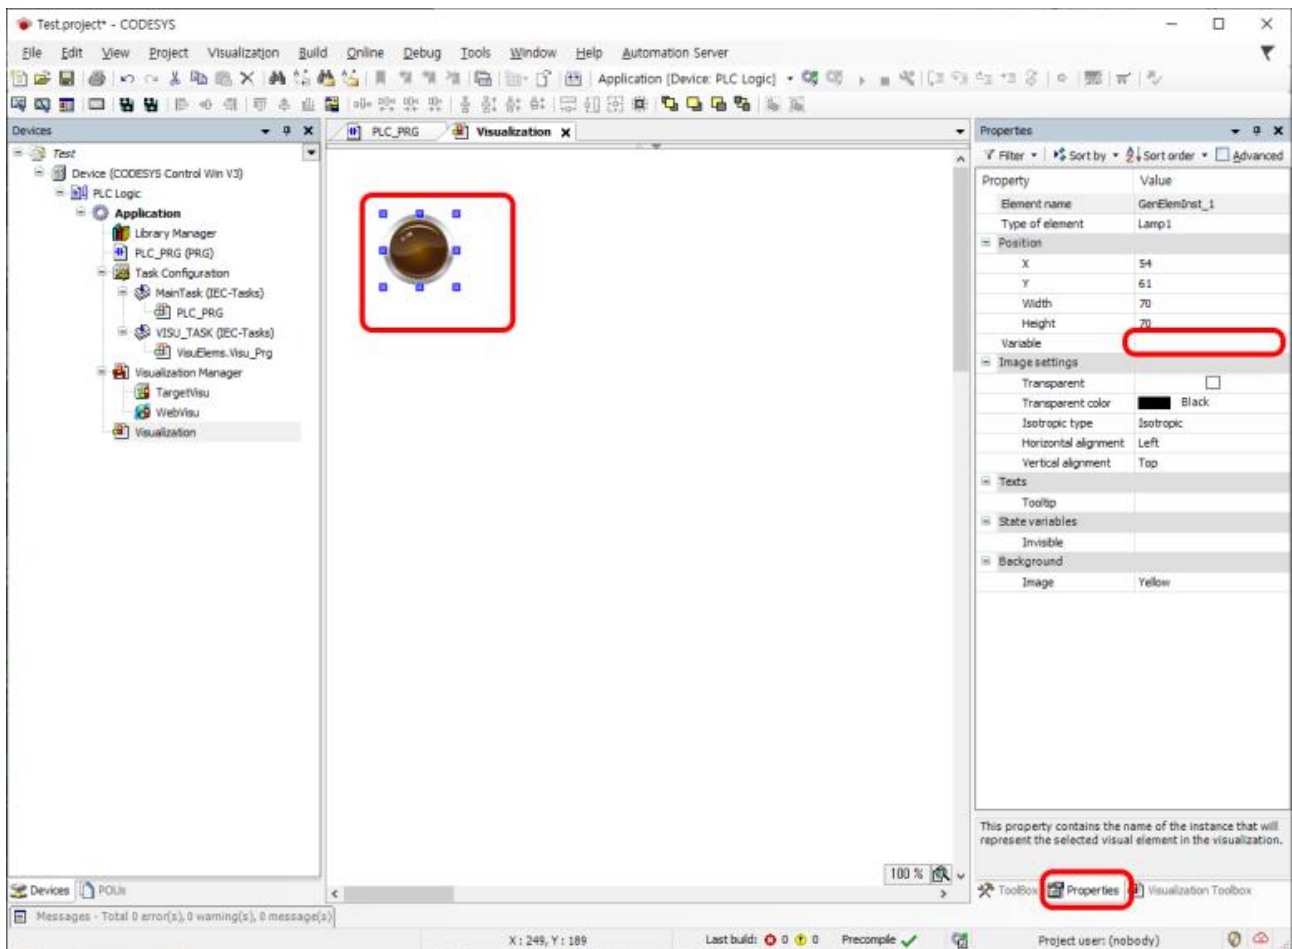 Test.project* - CODESYS
File Edit View Project Visualization Build Online Debug Tools Window Help Automation Server
Application [Device: PLC Logic]
Devices
Test
Device (CODESYS Control Win V3)
PLC Logic
Application
Library Manager
PLC_PRG (PRG)
Task Configuration
MainTask (IEC-Tasks)
PLC_PRG
VISU_TASK (IEC-Tasks)
VisuElems.Visu_Prg
Visualization Manager
TargetVisu
WebVisu
Visualization
PLC_PRG Visualization
100 %
Properties
Filter Sort by Sort order Advanced
Property Value
Element name GenElemInst_1
Type of element Lamp1
Position
X 54
Y 61
Width 70
Height 70
Variable
Image settings
Transparent
Transparent color Black
Isotropic type Isotropic
Horizontal alignment Left
Vertical alignment Top
Texts
Tooltip
State variables
Invisible
Background
Image Yellow
This property contains the name of the instance that will
represent the selected visual element in the visualization.
Devices POUs
ToolBox Properties Visualization Toolbox
Messages - Total 0 error(s), 0 warning(s), 0 message(s)
X : 249, Y : 189 Last build: 0 0 Precompile Project user: (nobody)